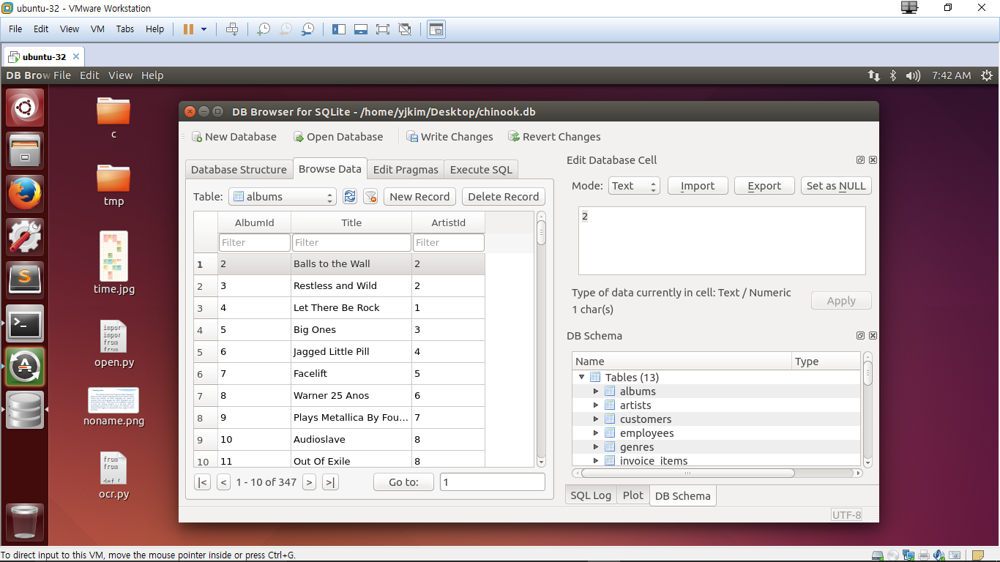 ubuntu-32 - VMware Workstation
File Edit View VM Tabs Help
ubuntu-32
DB Brow File Edit View Help
7:42 AM
c
tmp
time.jpg
impor
impor
from
from
open.py
noname.png
from
from
def (
ocr.py
DB Browser for SQLite - /home/yjkim/Desktop/chinook.db
New Database Open Database Write Changes Revert Changes
Database Structure Browse Data Edit Pragmas Execute SQL
Table: albums New Record Delete Record
AlbumId Title ArtistId
Filter Filter Filter
1 2 Balls to the Wall 2
2 3 Restless and Wild 2
3 4 Let There Be Rock 1
4 5 Big Ones 3
5 6 Jagged Little Pill 4
6 7 Facelift 5
7 8 Warner 25 Anos 6
8 9 Plays Metallica By Fou... 7
9 10 Audioslave 8
10 11 Out Of Exile 8
|< < 1 - 10 of 347 > >| Go to: 1
Edit Database Cell
Mode: Text Import Export Set as NULL
2
Type of data currently in cell: Text / Numeric
1 char(s)
Apply
DB Schema
Name Type
Tables (13)
albums
artists
customers
employees
genres
invoice_items
SQL Log Plot DB Schema
UTF-8
To direct input to this VM, move the mouse pointer inside or press Ctrl+G.